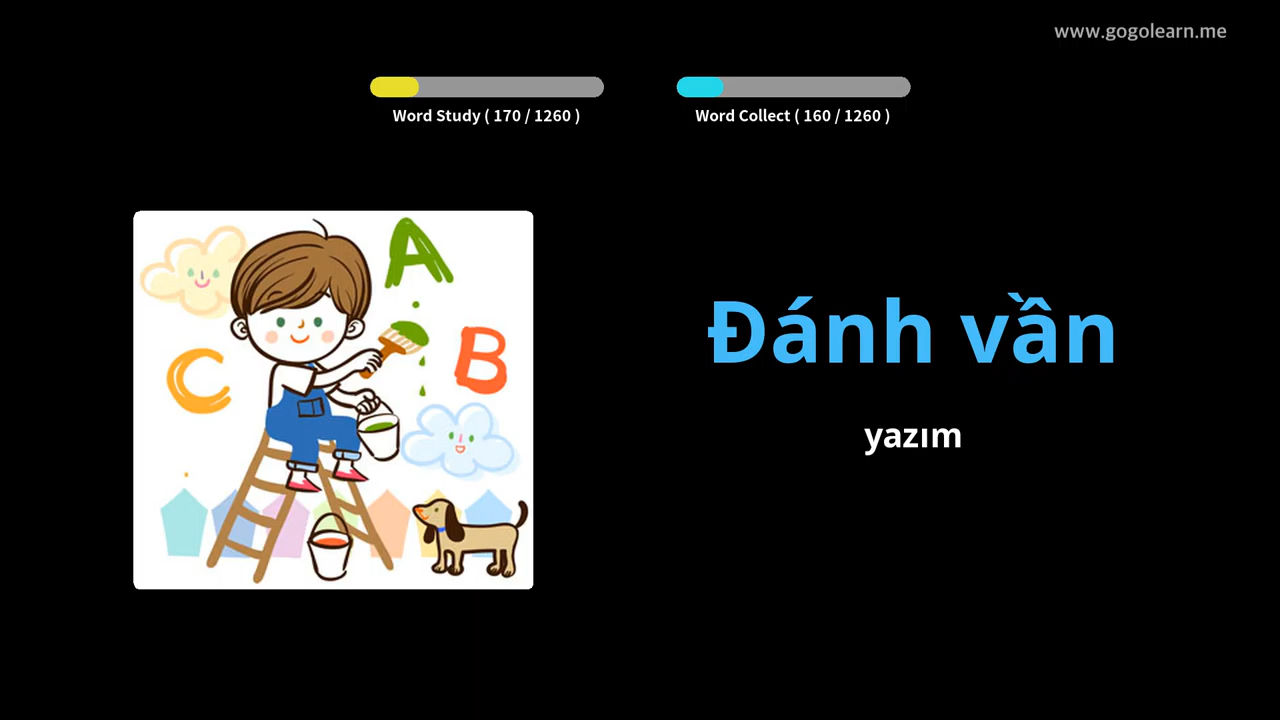 www.gogolearn.me
Word Study ( 170 / 1260 )
Word Collect ( 160 / 1260 )
A
B
C
Đánh vần
yazım